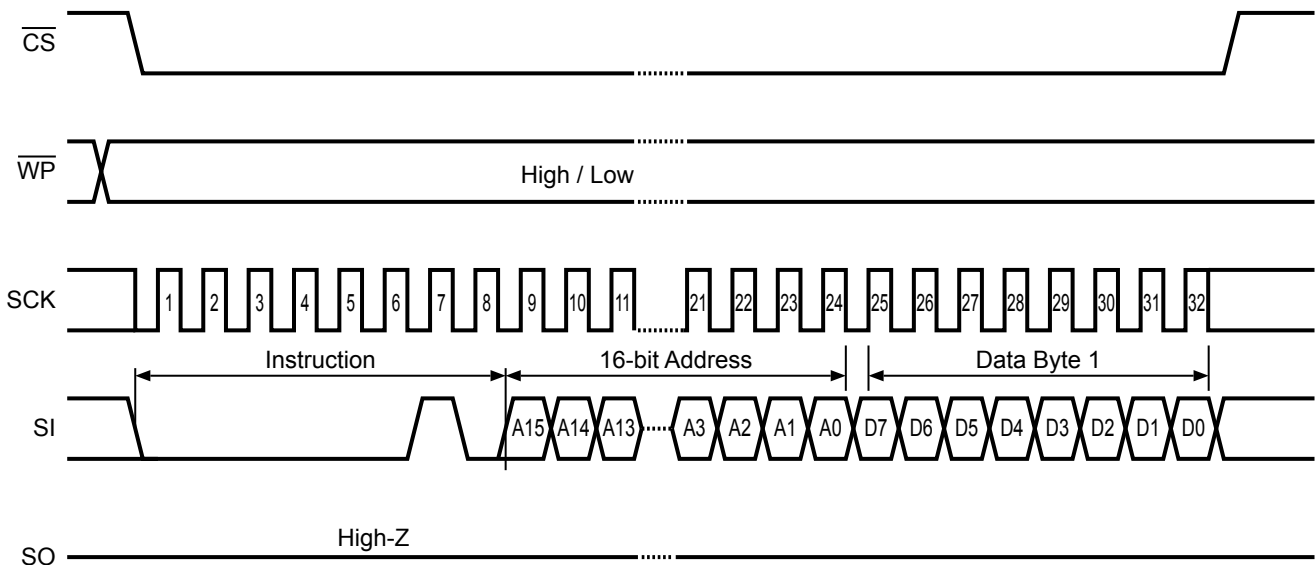 C̅S̅
W̅P̅
High / Low
SCK
1 2 3 4 5 6 7 8 9 10 11 21 22 23 24 25 26 27 28 29 30 31 32
Instruction 16-bit Address Data Byte 1
SI
A15 A14 A13 A3 A2 A1 A0 D7 D6 D5 D4 D3 D2 D1 D0
High-Z
SO